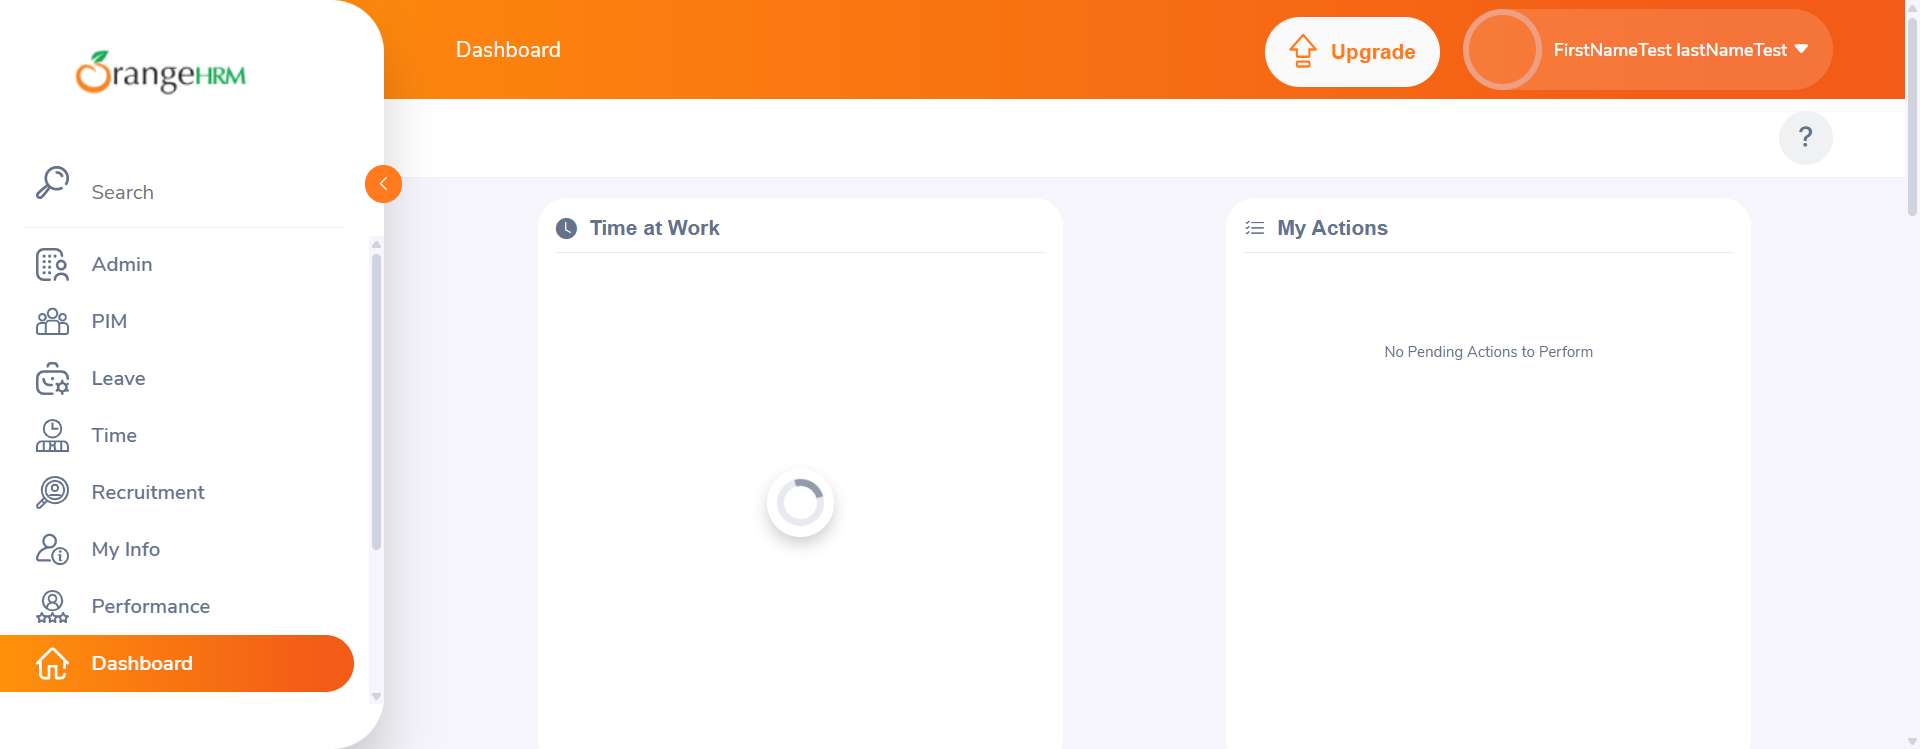 OrangeHRM
Dashboard
Upgrade
FirstNameTest lastNameTest
?
Search
Admin
PIM
Leave
Time
Recruitment
My Info
Performance
Dashboard
Time at Work
My Actions
No Pending Actions to Perform